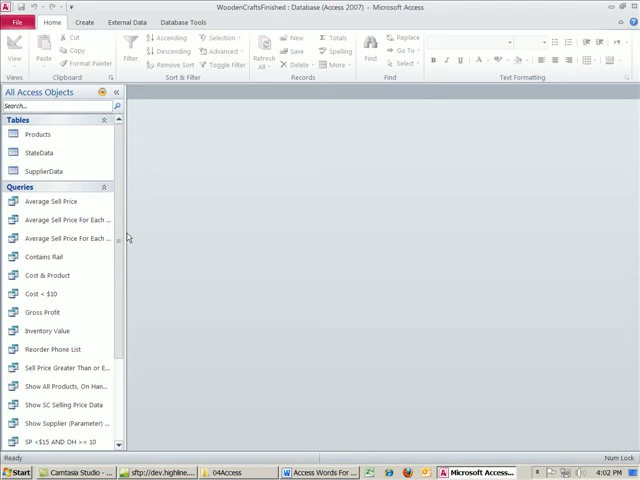 WoodenCraftsFinished : Database (Access 2007) - Microsoft Access
File Home Create External Data Database Tools
View
Views
Paste
Cut
Copy
Format Painter
Clipboard
Filter
Ascending
Descending
Remove Sort
Selection
Advanced
Toggle Filter
Sort & Filter
Refresh
All
New
Save
Delete
Totals
Spelling
More
Records
Find
Replace
Go To
Select
Find
Text Formatting
All Access Objects
Search...
Tables
Products
StateData
SupplierData
Queries
Average Sell Price
Average Sell Price For Each ...
Average Sell Price For Each ...
Contains Rail
Cost & Product
Cost < $10
Gross Profit
Inventory Value
Reorder Phone List
Sell Price Greater Than or E...
Show All Products, On Han...
Show SC Selling Price Data
Show Supplier (Parameter) ...
SP <$15 AND OH >= 10
Ready
Num Lock
Start
Camtasia Studio - ...
sftp://dev.highline...
04Access
Access Words For ...
Microsoft Access...
4:02 PM